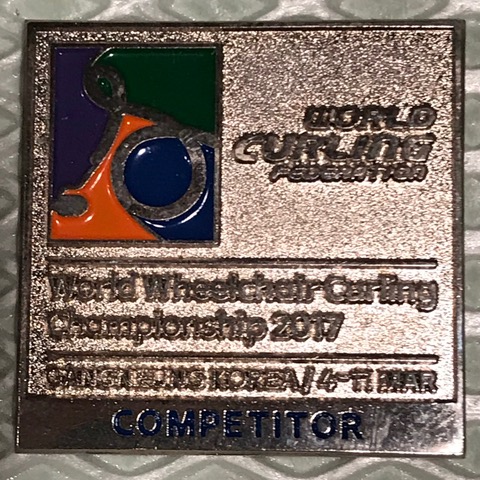 WORLD
CURLING
FEDERATION
World Wheelchair Curling
Championship 2017
GANGNEUNG KOREA / 4-11 MAR
COMPETITOR